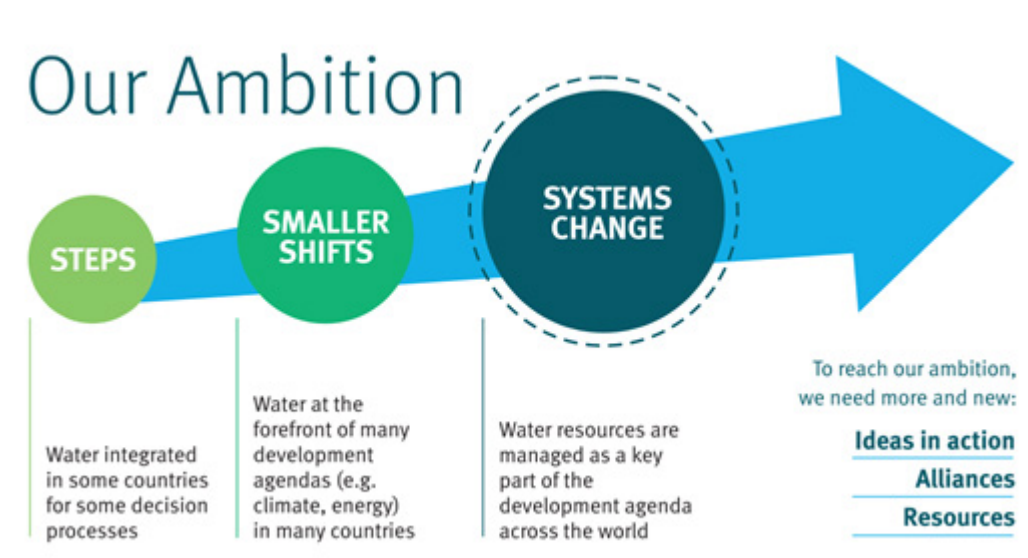 Our Ambition
STEPS
SMALLER
SHIFTS
SYSTEMS
CHANGE
Water integrated
in some countries
for some decision
processes
Water at the
forefront of many
development
agendas (e.g.
climate, energy)
in many countries
Water resources are
managed as a key
part of the
development agenda
across the world
To reach our ambition,
we need more and new:
Ideas in action
Alliances
Resources